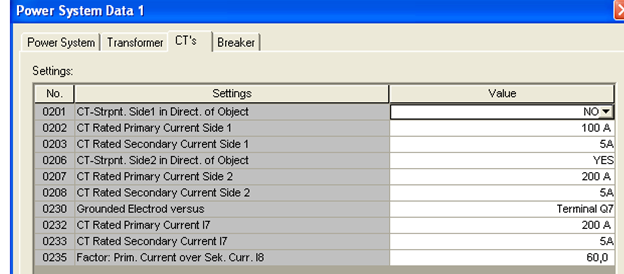 Power System Data 1
Power System Transformer CT's Breaker
Settings:
No. Settings Value
0201 CT-Strpnt. Side1 in Direct. of Object NO
0202 CT Rated Primary Current Side 1 100 A
0203 CT Rated Secondary Current Side 1 5A
0206 CT-Strpnt. Side2 in Direct. of Object YES
0207 CT Rated Primary Current Side 2 200 A
0208 CT Rated Secondary Current Side 2 5A
0230 Grounded Electrod versus Terminal Q7
0232 CT Rated Primary Current I7 200 A
0233 CT Rated Secondary Current I7 5A
0235 Factor: Prim. Current over Sek. Curr. I8 60,0